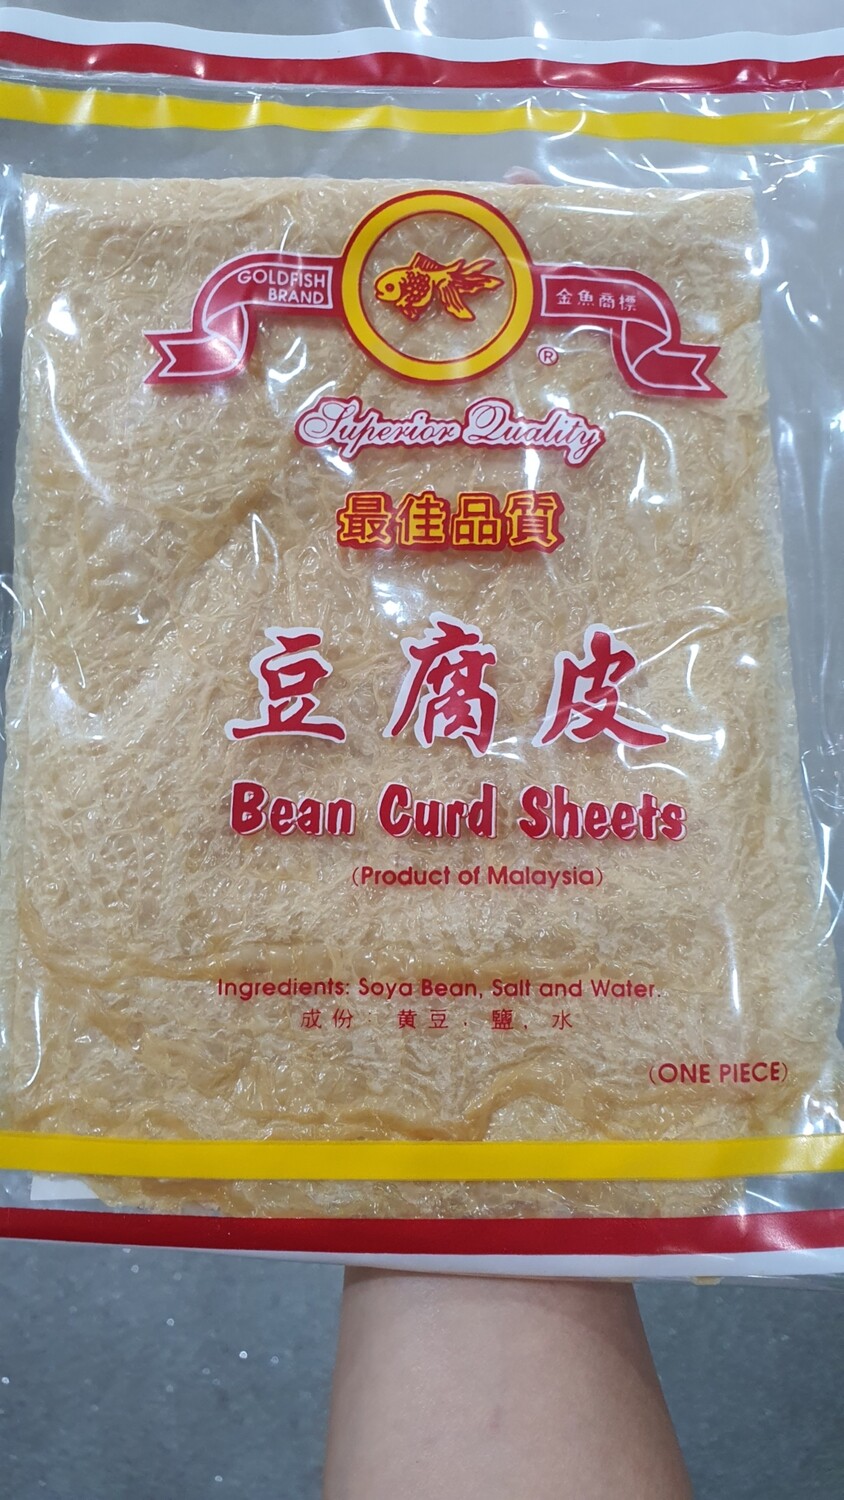 GOLDFISH
BRAND
金魚商標
®
Superior Quality
最佳品質
豆腐皮
Bean Curd Sheets
(Product of Malaysia)
Ingredients: Soya Bean, Salt and Water.
成份：黄豆，鹽，水
(ONE PIECE)